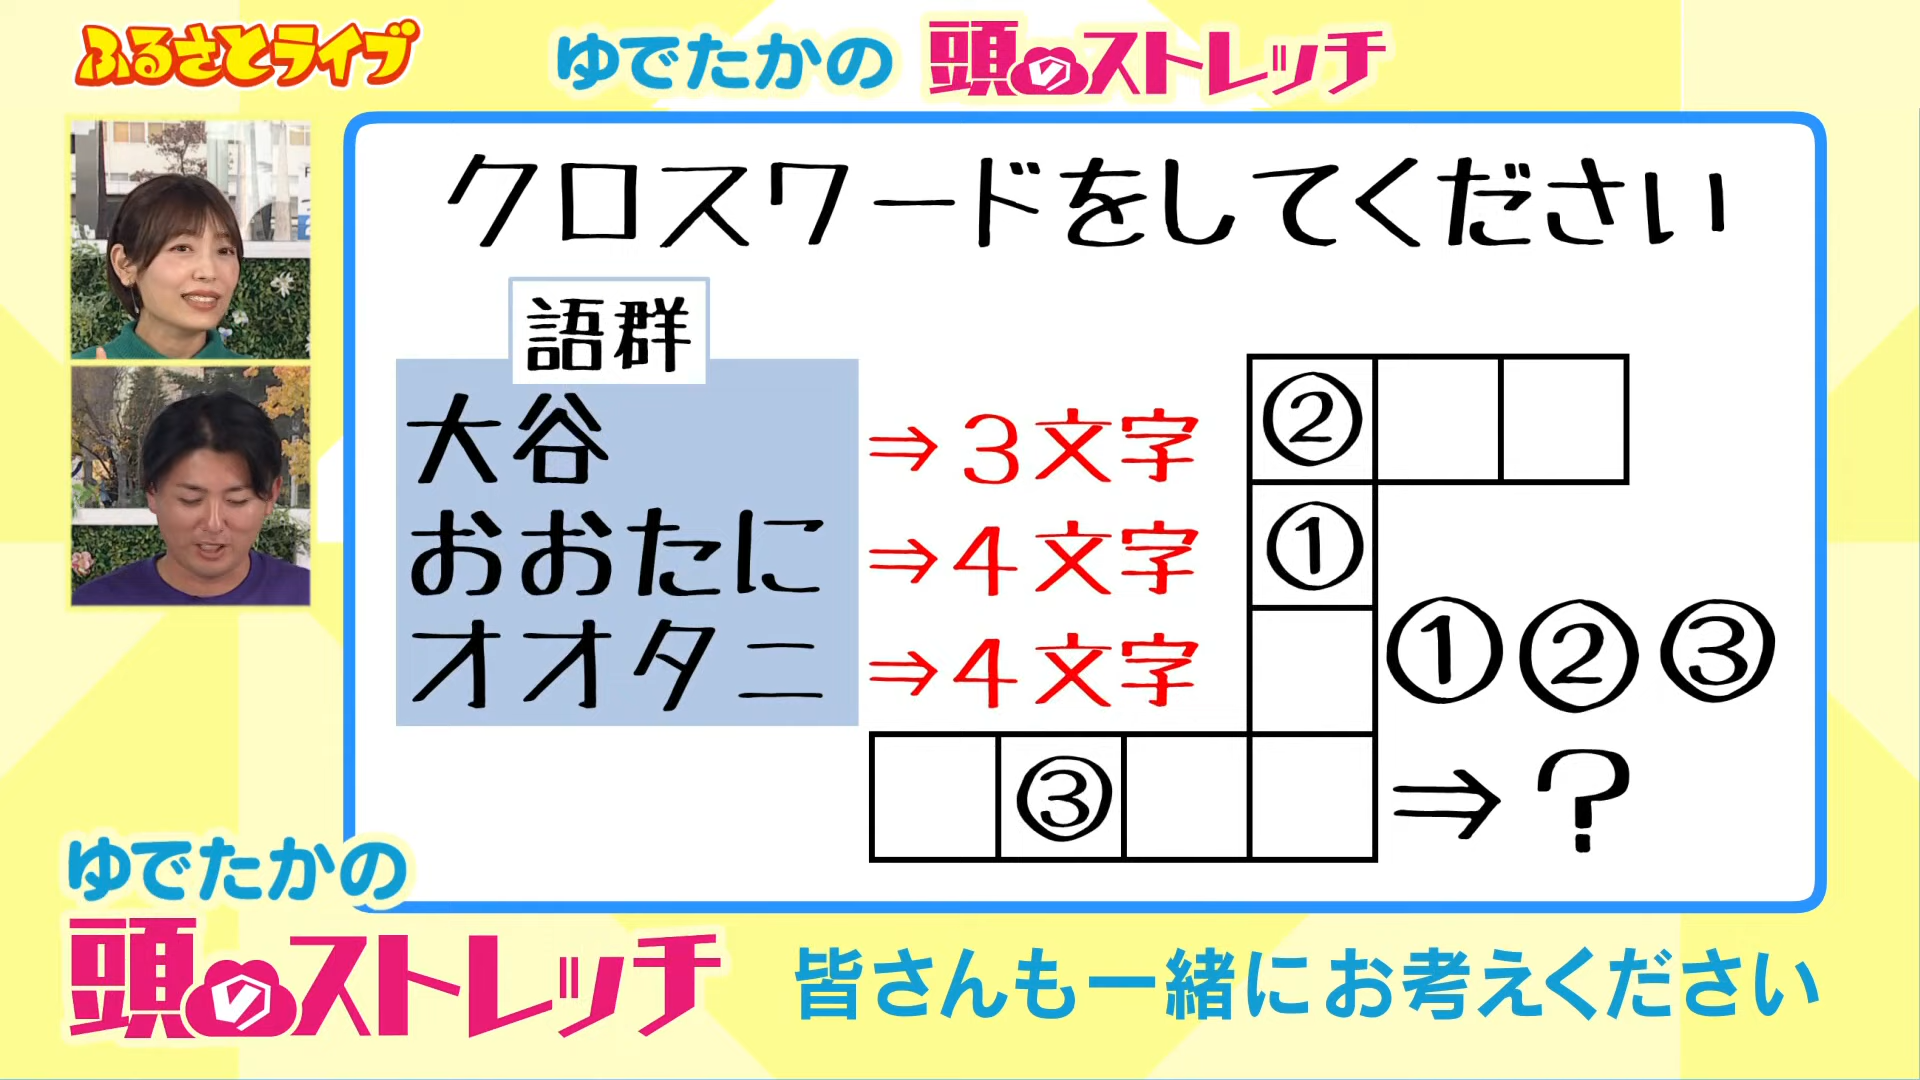 ふるさとライブ
ゆでたかの 頭のストレッチ
クロスワードをしてください
語群
大谷 ⇒3文字
おおたに ⇒4文字
オオタニ ⇒4文字
②
①
③
①②③
⇒?
ゆでたかの
頭のストレッチ
皆さんも一緒にお考えください